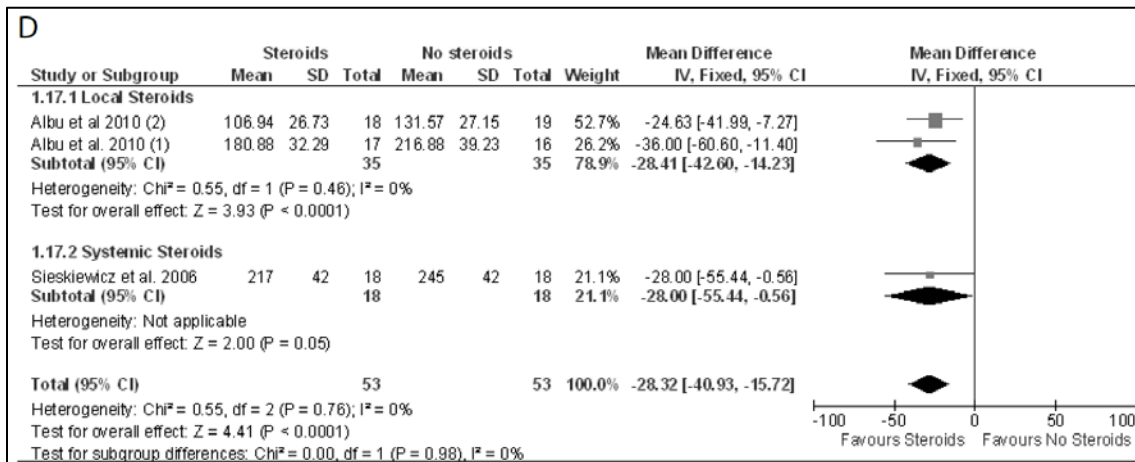 D
Steroids No steroids Mean Difference Mean Difference
Study or Subgroup Mean SD Total Mean SD Total Weight IV, Fixed, 95% CI IV, Fixed, 95% CI
1.17.1 Local Steroids
Albu et al 2010 (2) 106.94 26.73 18 131.57 27.15 19 52.7% -24.63 [-41.99, -7.27]
Albu et al. 2010 (1) 180.88 32.29 17 216.88 39.23 16 26.2% -36.00 [-60.60, -11.40]
Subtotal (95% CI) 35 35 78.9% -28.41 [-42.60, -14.23]
Heterogeneity: Chi² = 0.55, df = 1 (P = 0.46); I² = 0%
Test for overall effect: Z = 3.93 (P < 0.0001)
1.17.2 Systemic Steroids
Sieskiewicz et al. 2006 217 42 18 245 42 18 21.1% -28.00 [-55.44, -0.56]
Subtotal (95% CI) 18 18 21.1% -28.00 [-55.44, -0.56]
Heterogeneity: Not applicable
Test for overall effect: Z = 2.00 (P = 0.05)
Total (95% CI) 53 53 100.0% -28.32 [-40.93, -15.72]
Heterogeneity: Chi² = 0.55, df = 2 (P = 0.76); I² = 0%
Test for overall effect: Z = 4.41 (P < 0.0001)
Test for subgroup differences: Chi² = 0.00, df = 1 (P = 0.98), I² = 0%
-100 -50 0 50 100
Favours Steroids Favours No Steroids